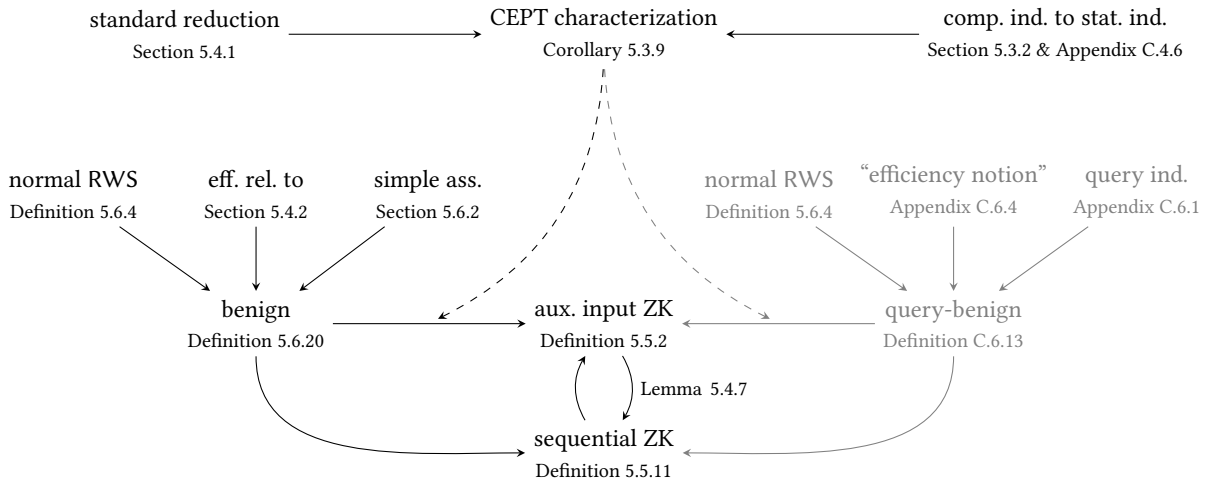 standard reduction
Section 5.4.1
CEPT characterization
Corollary 5.3.9
comp. ind. to stat. ind.
Section 5.3.2 & Appendix C.4.6
normal RWS
Definition 5.6.4
eff. rel. to
Section 5.4.2
simple ass.
Section 5.6.2
normal RWS
Definition 5.6.4
“efficiency notion”
Appendix C.6.4
query ind.
Appendix C.6.1
benign
Definition 5.6.20
aux. input ZK
Definition 5.5.2
query-benign
Definition C.6.13
Lemma 5.4.7
sequential ZK
Definition 5.5.11